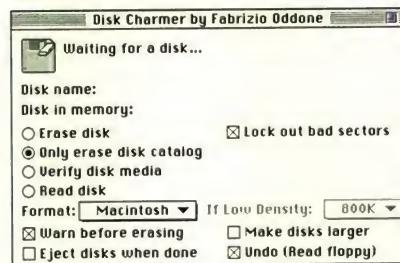 Disk Charmer by Fabrizio Oddone
Waiting for a disk...
Disk name:
Disk in memory:
Erase disk
Lock out bad sectors
Only erase disk catalog
Verify disk media
Read disk
Format: Macintosh If Low Density: 800K
Warn before erasing Make disks larger
Eject disks when done Undo (Read floppy)